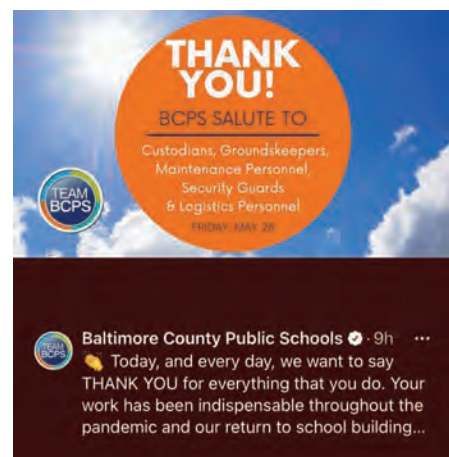 THANK
YOU!
BCPS SALUTE TO
Custodians, Groundskeepers,
Maintenance Personnel,
Security Guards
& Logistics Personnel
FRIDAY, MAY 28
TEAM
BCPS
TEAM
BCPS
Baltimore County Public Schools · 9h ...
👏 Today, and every day, we want to say
THANK YOU for everything that you do. Your
work has been indispensable throughout the
pandemic and our return to school building...